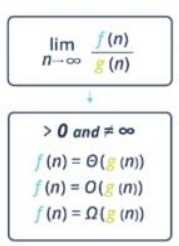 lim f(n)
n→∞ g(n)
> 0 and ≠ ∞
f(n) = Θ(g(n))
f(n) = O(g(n))
f(n) = Ω(g(n))